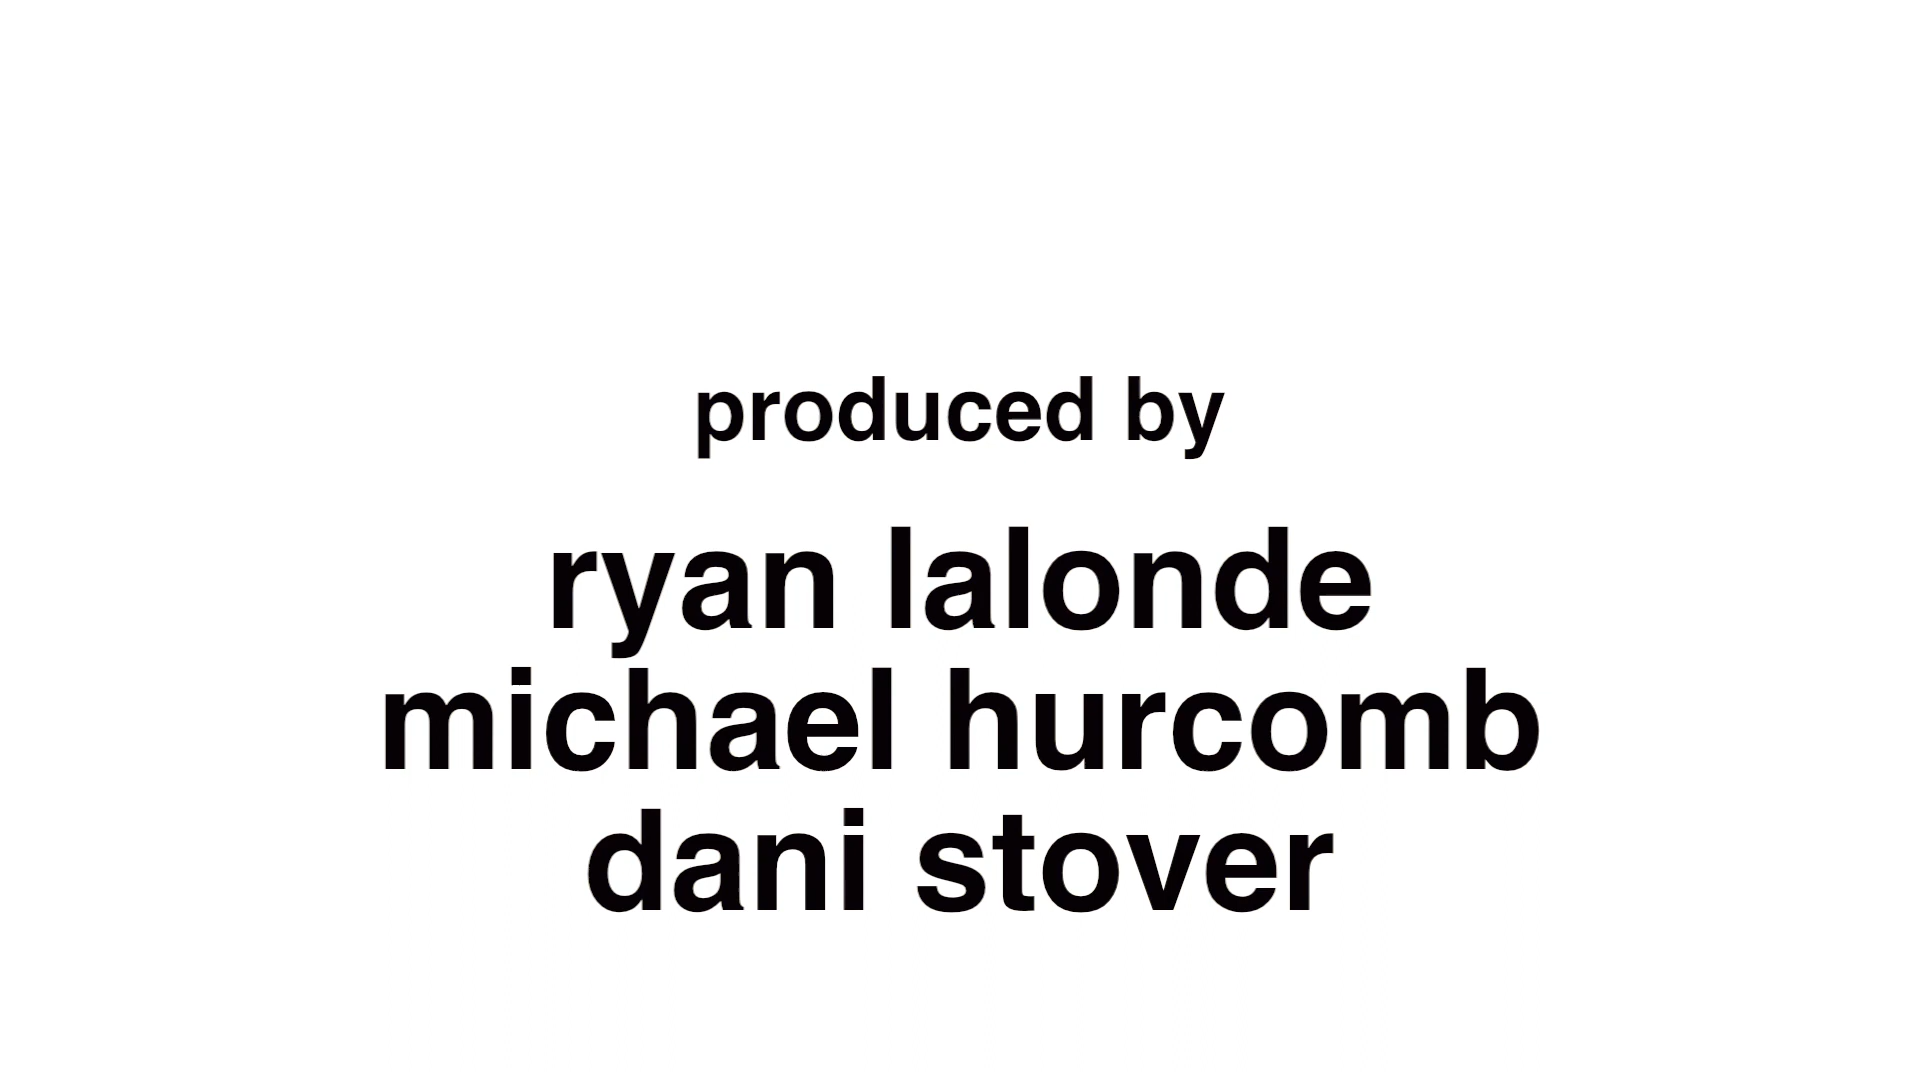 produced by
ryan lalonde
michael hurcomb
dani stover